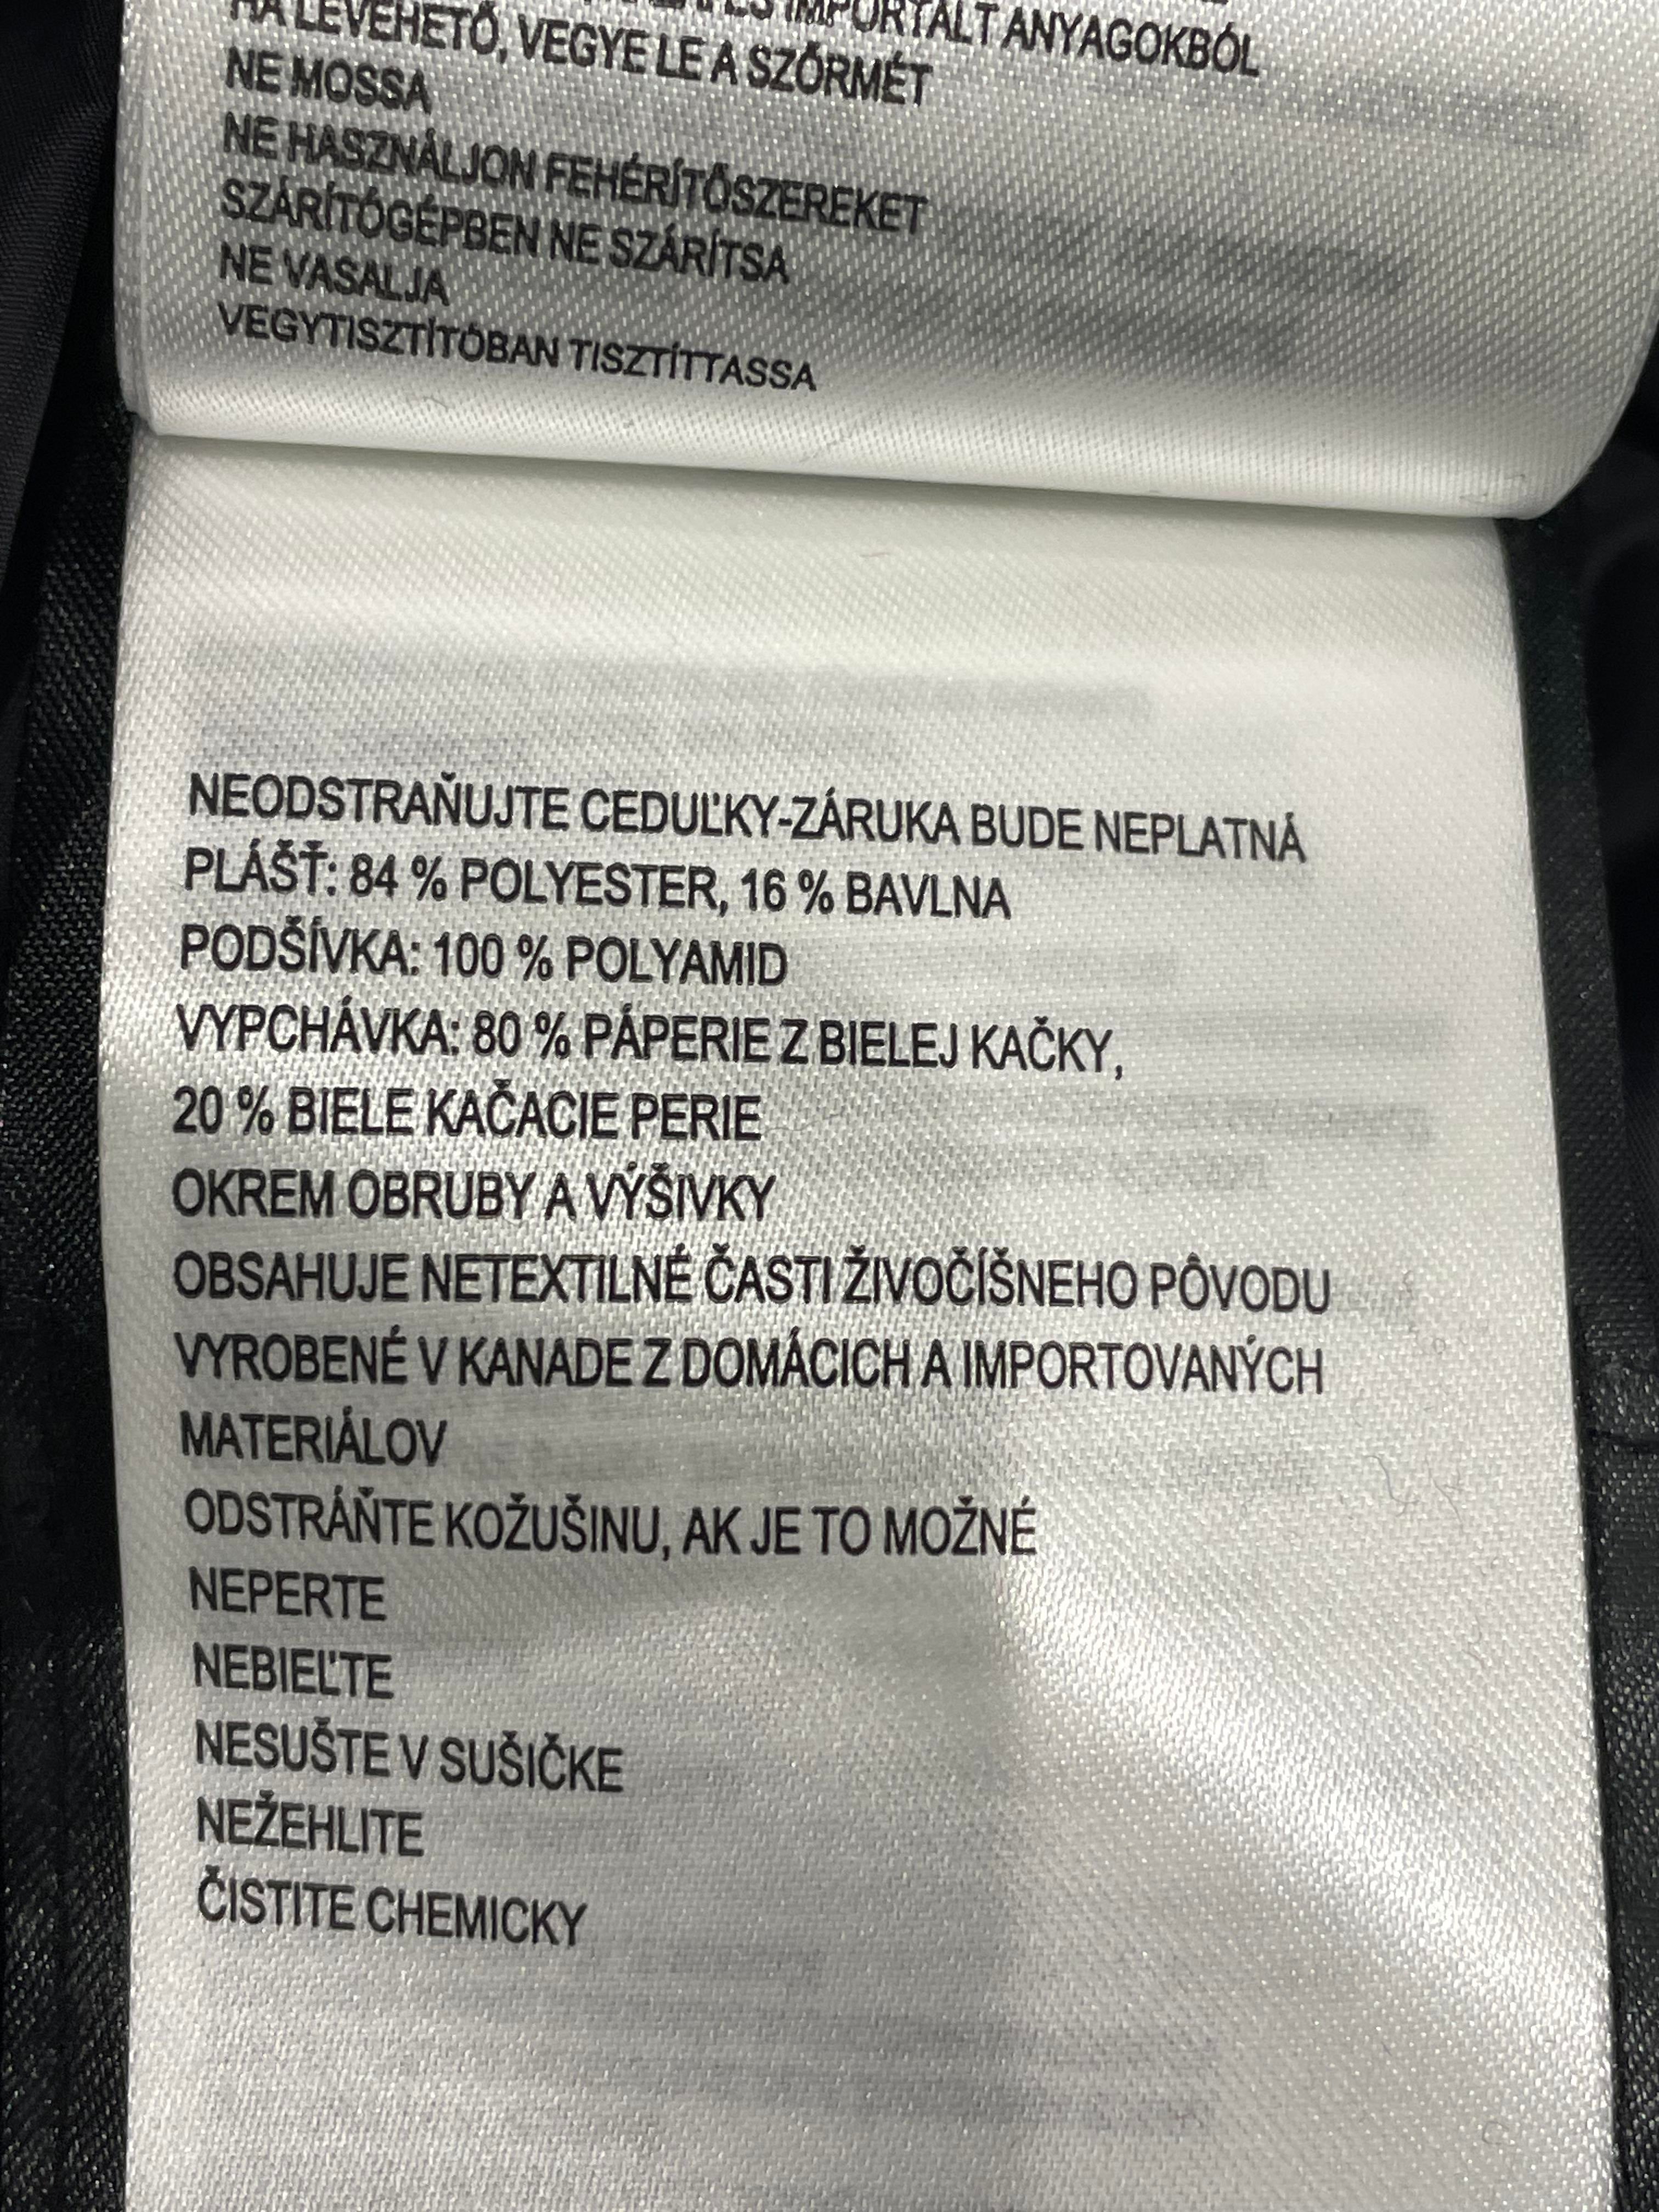 IMPORTÁLT ANYAGOKBÓL
HA LEVEHETŐ, VEGYE LE A SZŐRMÉT
NE MOSSA
NE HASZNÁLJON FEHÉRÍTŐSZEREKET
SZÁRÍTÓGÉPBEN NE SZÁRÍTSA
NE VASALJA
VEGYTISZTÍTÓBAN TISZTÍTTASSA
NEODSTRAŇUJTE CEDUĽKY-ZÁRUKA BUDE NEPLATNÁ
PLÁŠŤ: 84 % POLYESTER, 16 % BAVLNA
PODŠÍVKA: 100 % POLYAMID
VYPCHÁVKA: 80 % PÁPERIE Z BIELEJ KAČKY,
20 % BIELE KAČACIE PERIE
OKREM OBRUBY A VÝŠIVKY
OBSAHUJE NETEXTILNÉ ČASTI ŽIVOČÍŠNEHO PÔVODU
VYROBENÉ V KANADE Z DOMÁCICH A IMPORTOVANÝCH
MATERIÁLOV
ODSTRÁŇTE KOŽUŠINU, AK JE TO MOŽNÉ
NEPERTE
NEBIEĽTE
NESUŠTE V SUŠIČKE
NEŽEHLITE
ČISTITE CHEMICKY